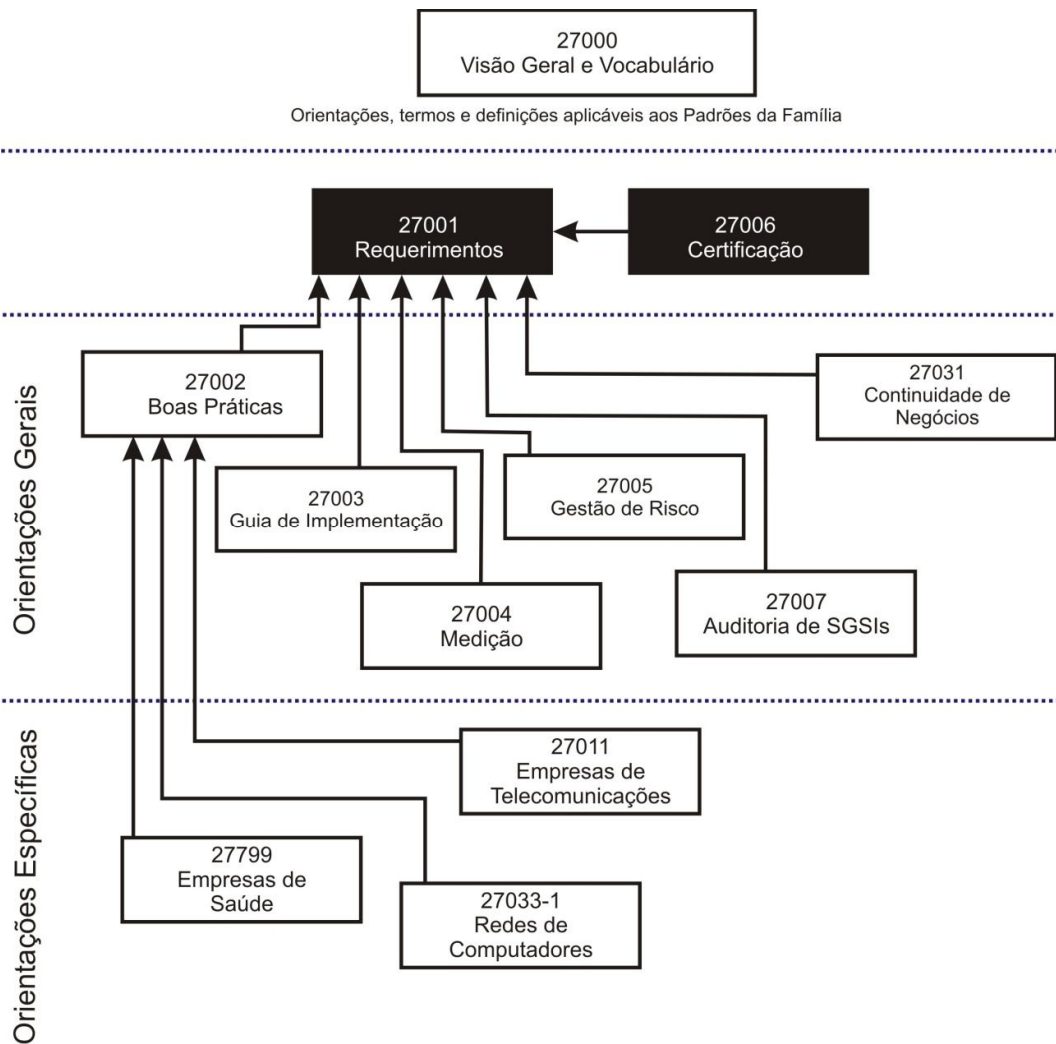 27000
Visão Geral e Vocabulário
Orientações, termos e definições aplicáveis aos Padrões da Família
27001
Requerimentos
27006
Certificação
Orientações Gerais
27002
Boas Práticas
27031
Continuidade de
Negócios
27003
Guia de Implementação
27005
Gestão de Risco
27004
Medição
27007
Auditoria de SGSIs
Orientações Específicas
27011
Empresas de
Telecomunicações
27799
Empresas de
Saúde
27033-1
Redes de
Computadores